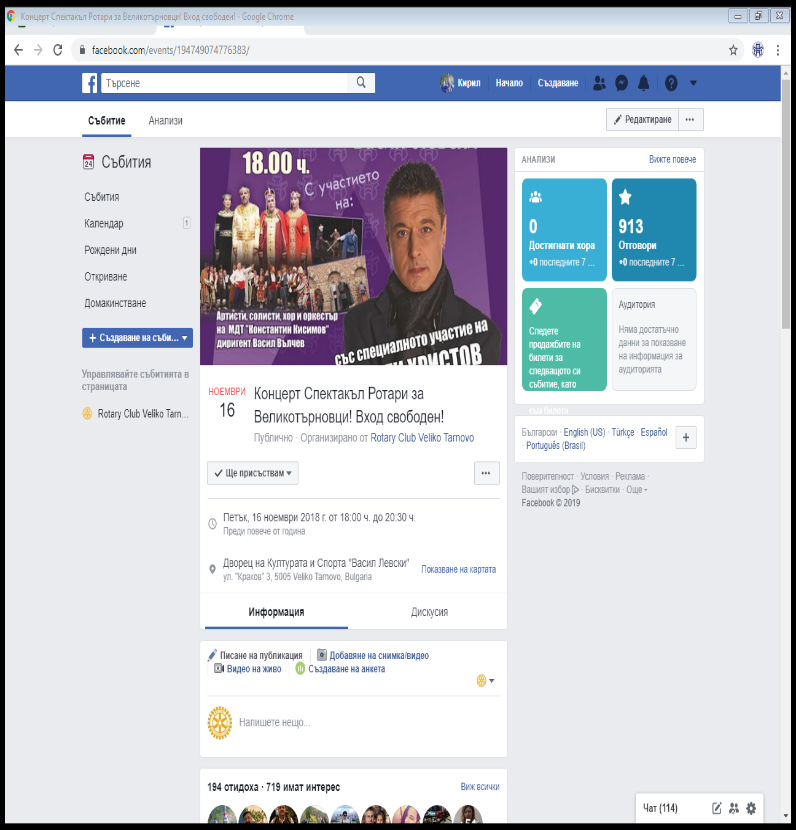 Концерт Спектакъл Ротари за Великотърновци! Вход свободен! - Google Chrome
facebook.com/events/194749074776383/
Търсене
Кирил
Начало
Създаване
Събитие
Анализи
Редактиране
24
Събития
Събития
Календар
1
Рождени дни
Откриване
Домакинстване
+ Създаване на съби...
Управлявайте събитията в
страницата
Rotary Club Veliko Tarn...
18.00 ч.
С участието
на:
Артисти, солисти, хор и оркестър
на МДТ "Константин Кисимов"
диригент Васил Вълчев
със специалното участие на
ХРИСТОВ
НОЕМВРИ
16
Концерт Спектакъл Ротари за
Великотърновци! Вход свободен!
Публично · Организирано от Rotary Club Veliko Tarnovo
Ще присъствам
Петък, 16 ноември 2018 г. от 18:00 ч. до 20:30 ч.
Преди повече от година
Дворец на Културата и Спорта "Васил Левски"
ул. "Краков" 3, 5005 Veliko Tarnovo, Bulgaria
Показване на картата
Информация
Дискусия
Писане на публикация
Добавяне на снимка/видео
Видео на живо
Създаване на анкета
Напишете нещо...
194 отидоха · 719 имат интерес
Виж всички
АНАЛИЗИ
Вижте повече
0
Достигнати хора
+0 последните 7 ...
913
Отговори
+0 последните 7 ...
Следете
продажбите на
билети за
следващото си
събитие, като
Аудитория
Няма достатъчно
данни за показване
на информация за
аудиторията
Български · English (US) · Türkçe · Español
· Português (Brasil)
Поверителност · Условия · Реклама ·
Вашият избор · Бисквитки · Още
Facebook © 2019
Чат (114)